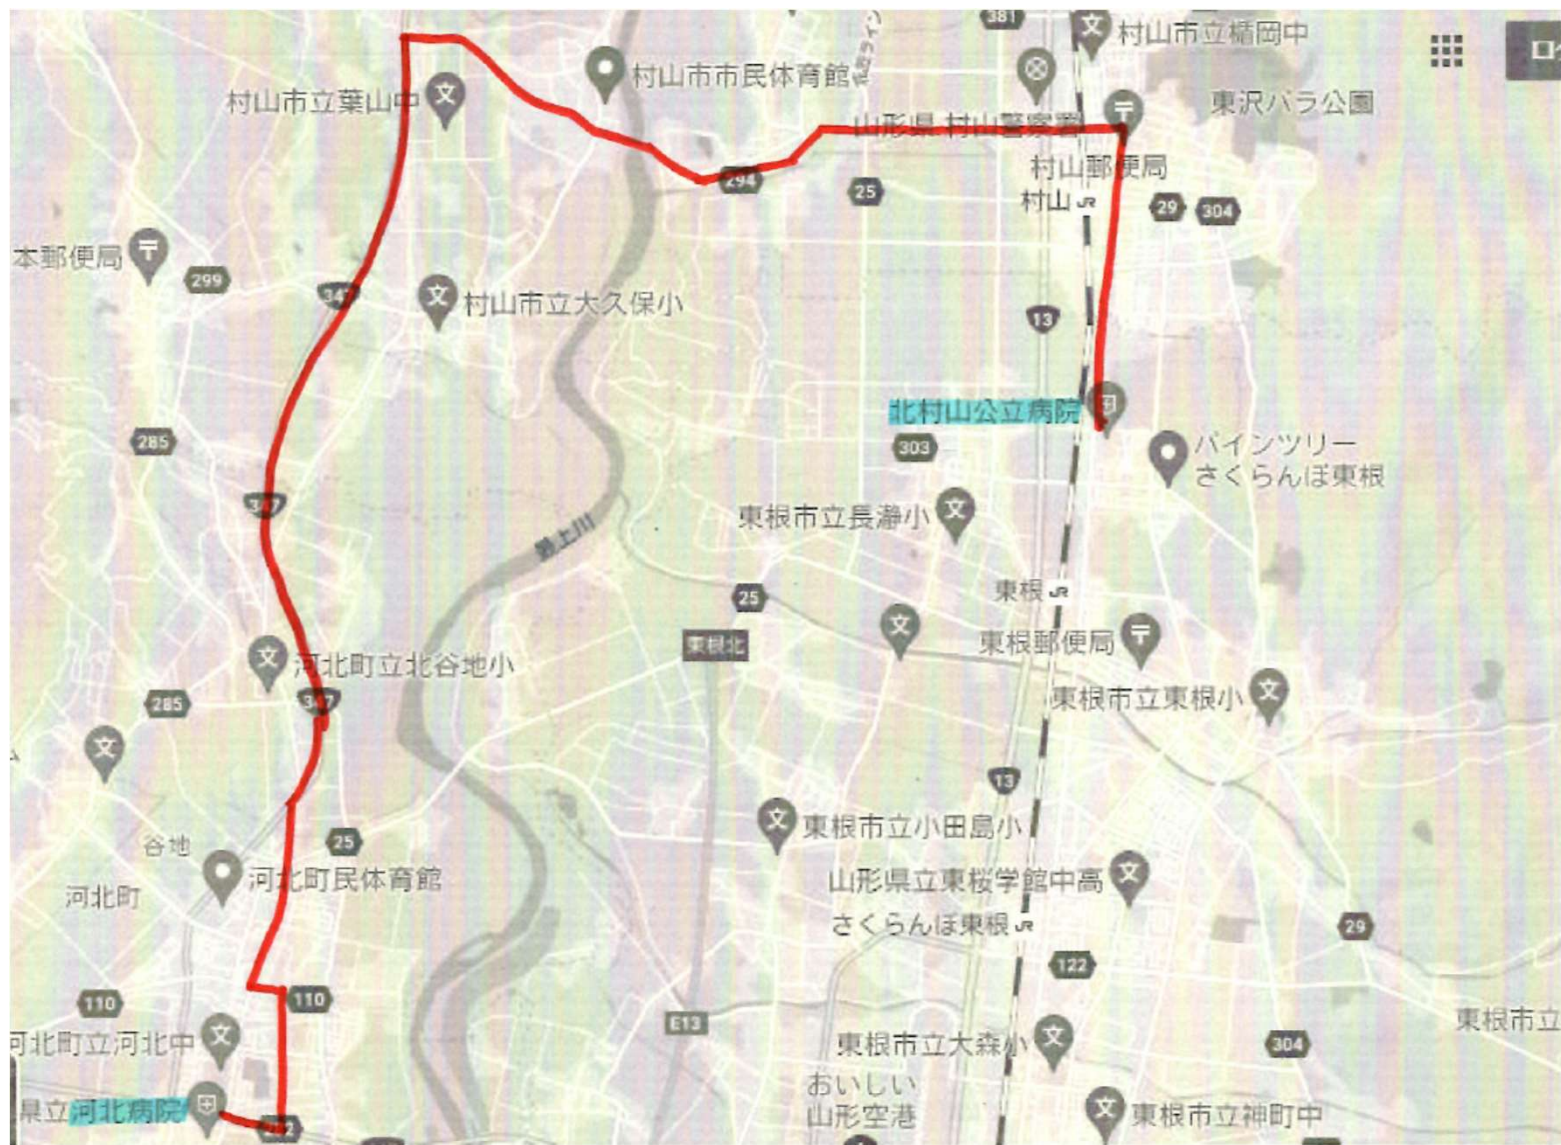 381
村山市立楯岡中
村山市市民体育館
村山市立葉山中
東沢バラ公園
山形県 村山警察署
村山郵便局
294
25
村山
29
304
本郵便局
299
347
村山市立大久保小
13
北村山公立病院
285
303
パインツリー
さくらんぼ東根
347
東根市立長瀞小
最上川
東根
25
東根北
東根郵便局
河北町立北谷地小
東根市立東根小
285
347
13
東根市立小田島小
25
谷地
河北町民体育館
河北町
山形県立東桜学館中高
さくらんぼ東根
29
122
110
110
E13
東根市立
河北町立河北中
東根市立大森小
304
おいしい
山形空港
県立河北病院
東根市立神町中